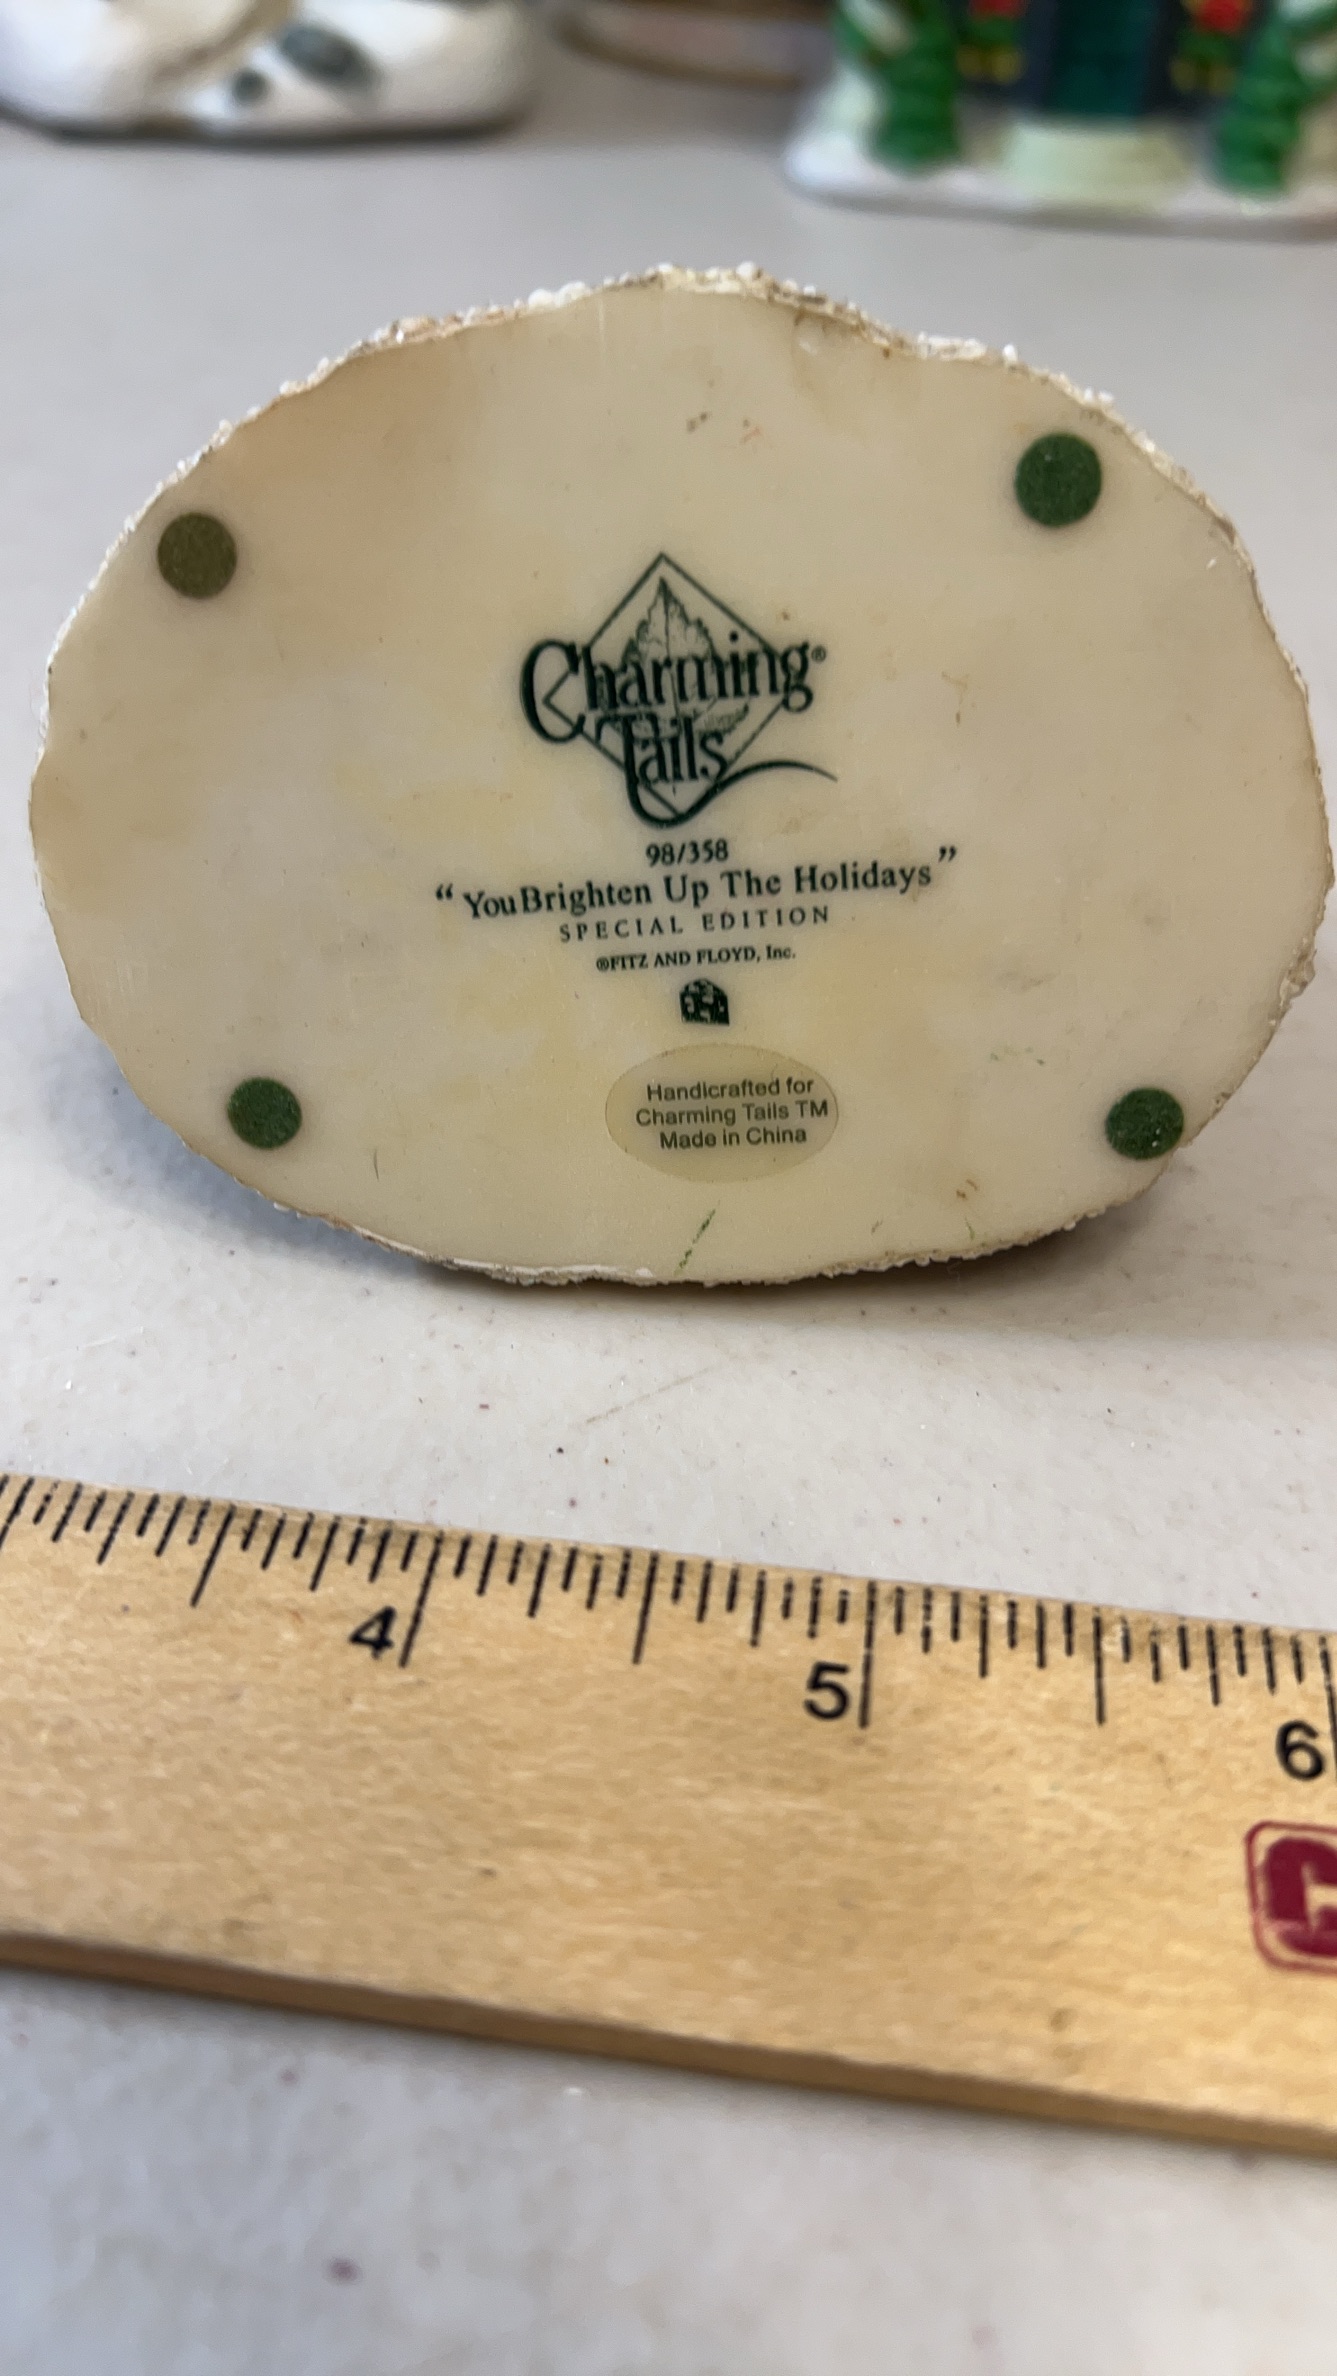 Charming®
Tails
98/358
“YouBrighten Up The Holidays”
SPECIAL EDITION
®FITZ AND FLOYD, Inc.
Handicrafted for
Charming Tails TM
Made in China
4
5
6
C